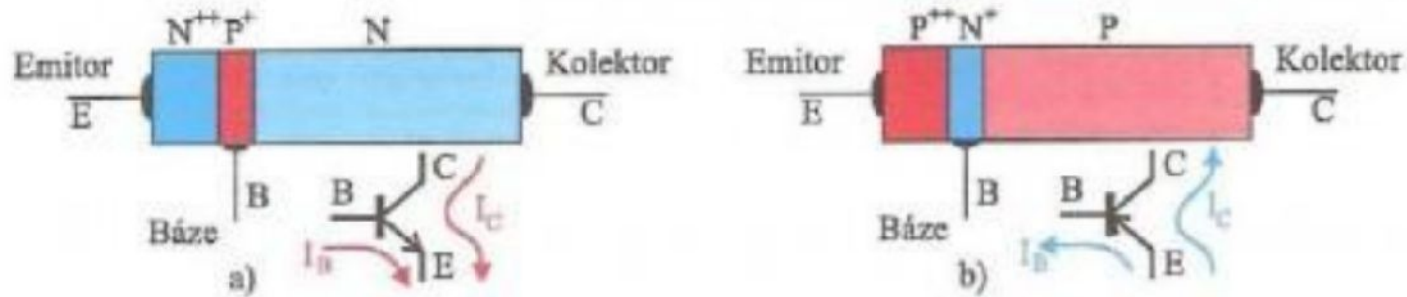 N++ P+ N
Emitor
Kolektor
E
C
B
Báze
B
C
E
I_B
I_C
a)
P++ N+ P
Emitor
Kolektor
E
C
B
Báze
B
C
E
I_B
I_C
b)